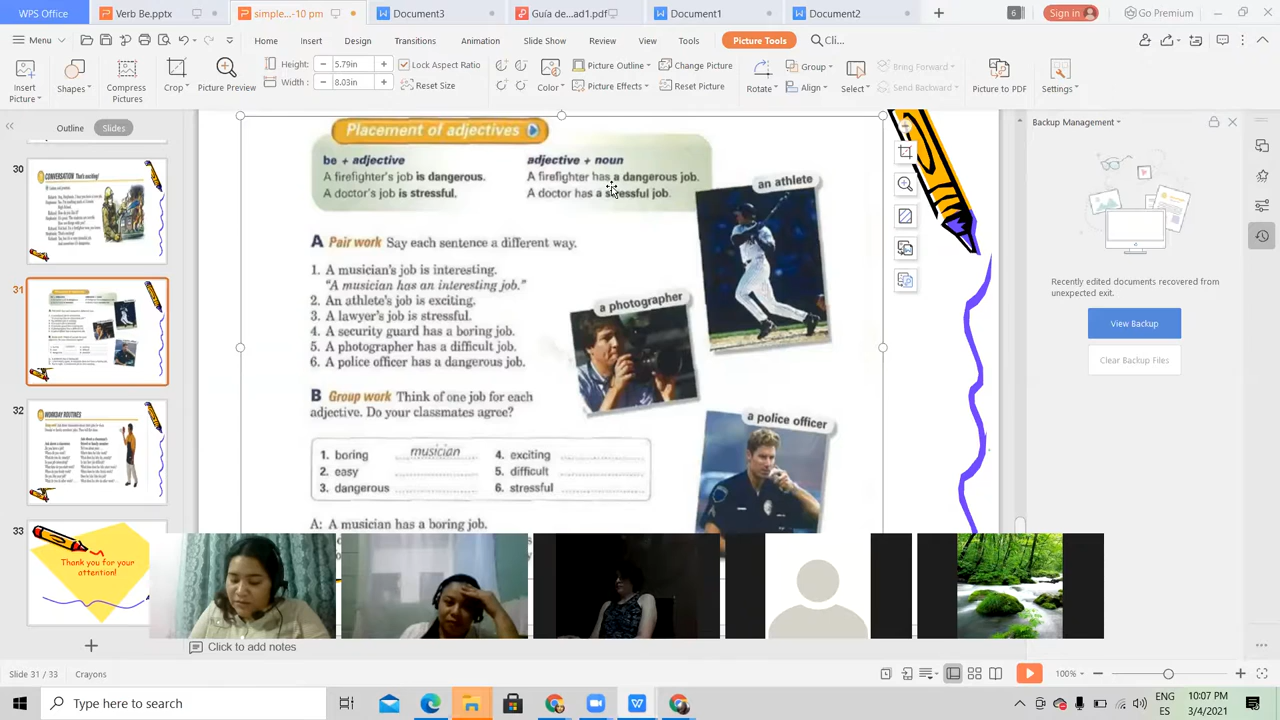 WPS Office
Verb Be.pptx
simple...-10 pm
Document3
Guía de...ad1.pdf
Document1
Document2
6
Sign in
Go Premium
Menu
Home
Insert
Design
Transitions
Animation
Slide Show
Review
View
Tools
Picture Tools
Cli...
Insert Picture
Shapes
Compress Pictures
Crop
Picture Preview
Height: 5.79in
Width : 8.03in
Lock Aspect Ratio
Reset Size
Color
Picture Outline
Picture Effects
Change Picture
Reset Picture
Rotate
Group
Align
Select
Bring Forward
Send Backward
Picture to PDF
Settings
Outline
Slides
30
CONVERSATION That's exciting!
31
32
WORKDAY ROUTINES
33
Thank you for your
attention!
Placement of adjectives
be + adjective
A firefighter's job is dangerous.
A doctor's job is stressful.
adjective + noun
A firefighter has a dangerous job.
A doctor has a stressful job.
an athlete
A Pair work Say each sentence a different way.
1. A musician's job is interesting.
"A musician has an interesting job."
2. An athlete's job is exciting.
3. A lawyer's job is stressful.
4. A security guard has a boring job.
5. A photographer has a difficult job.
6. A police officer has a dangerous job.
a photographer
B Group work Think of one job for each
adjective. Do your classmates agree?
a police officer
1. boring musician
2. easy
3. dangerous
4. exciting
5. difficult
6. stressful
A: A musician has a boring job.
Backup Management
Recently edited documents recovered from
unexpected exit.
View Backup
Clear Backup Files
Click to add notes
Slide 31 / 33
Crayons
100%
Type here to search
ENG
ES
10:07 PM
3/4/2021